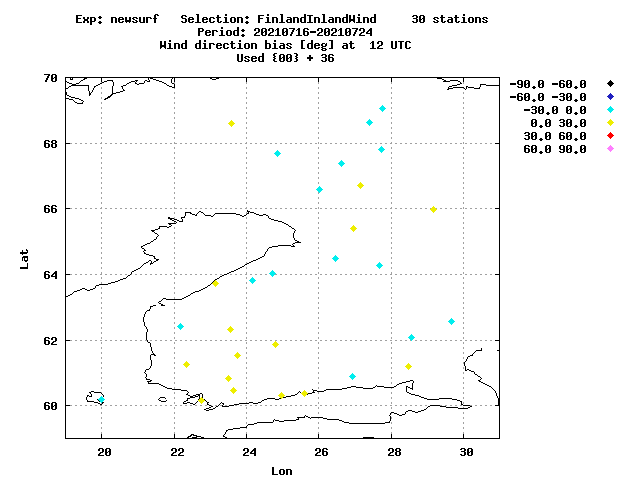 Exp: newsurf Selection: FinlandInlandWind 30 stations
Period: 20210716-20210724
Wind direction bias [deg] at 12 UTC
Used {00} + 36
70
68
66
64
62
60
Lat
20 22 24 26 28 30
Lon
-90.0 -60.0
-60.0 -30.0
-30.0 0.0
0.0 30.0
30.0 60.0
60.0 90.0